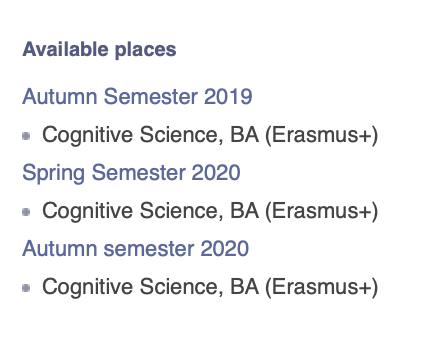 Available places
Autumn Semester 2019
Cognitive Science, BA (Erasmus+)
Spring Semester 2020
Cognitive Science, BA (Erasmus+)
Autumn semester 2020
Cognitive Science, BA (Erasmus+)